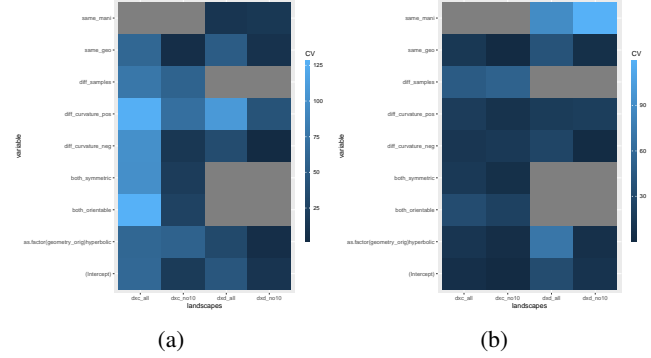 same_mani
same_geo
diff_samples
diff_curvature_pos
diff_curvature_neg
both_symmetric
both_orientable
as.factor(geometry_orig)hyperbolic
(Intercept)
variable
dxc_all dxc_no10 dxd_all dxd_no10
landscapes
CV
125
100
75
50
25
(a)
same_mani
same_geo
diff_samples
diff_curvature_pos
diff_curvature_neg
both_symmetric
both_orientable
as.factor(geometry_orig)hyperbolic
(Intercept)
variable
dxc_all dxc_no10 dxd_all dxd_no10
landscapes
CV
90
60
30
(b)